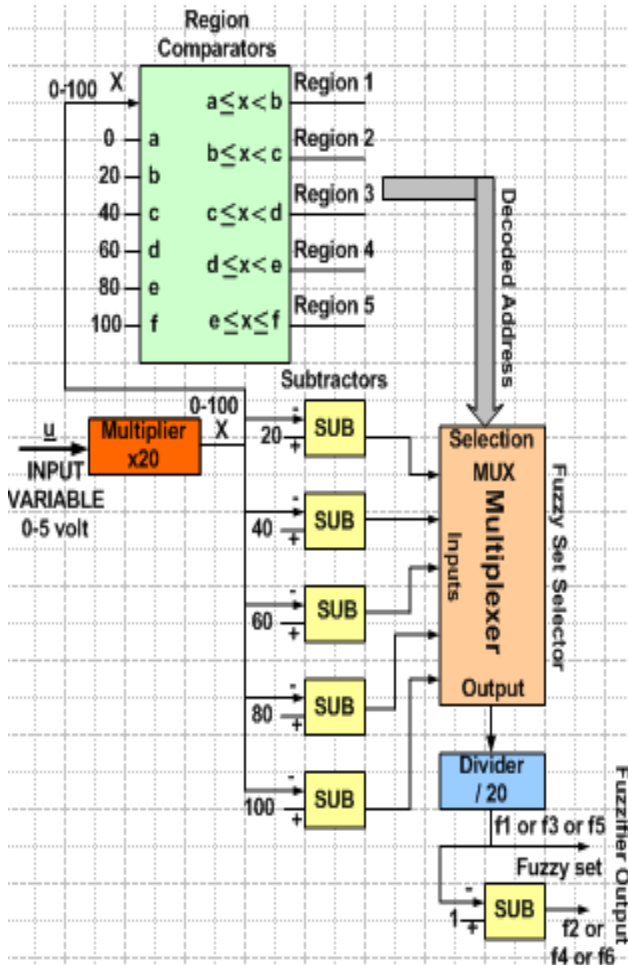 Region
Comparators
0-100 X
Region 1
a≤x<b
0 a
Region 2
20 b
b≤x<c
Region 3
40 c
c≤x<d
Region 4
60 d
d≤x<e
80 e
Region 5
100 f
e≤x≤f
Decoded Address
Subtractors
0-100
X
u
Multiplier
x20
INPUT
VARIABLE
0-5 volt
-
20
+
SUB
-
40
+
SUB
-
60
+
SUB
-
80
+
SUB
-
100
+
SUB
Selection
MUX
Multiplexer
Inputs
Output
Fuzzy Set Selector
Divider
/ 20
f1 or f3 or f5
Fuzzy set
-
1
+
SUB
f2 or
f4 or f6
Fuzzifier Output